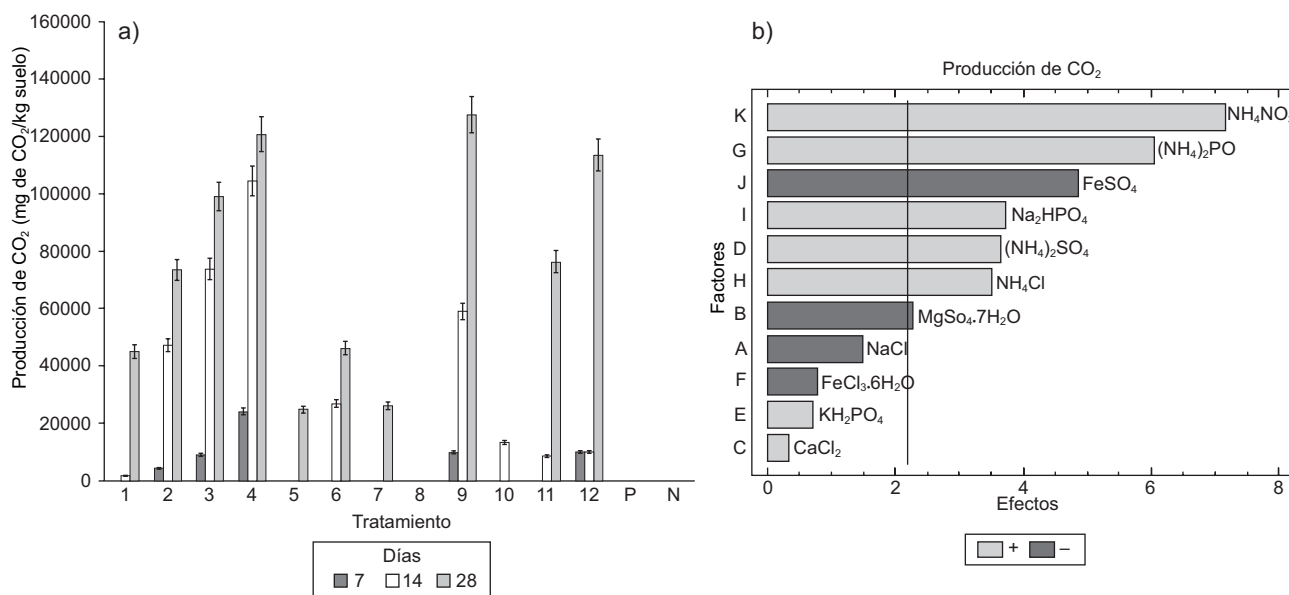 a)
Producción de CO₂ (mg de CO₂/kg suelo)
160000
140000
120000
100000
80000
60000
40000
20000
0
1 2 3 4 5 6 7 8 9 10 11 12 P N
Tratamiento
Días
7 14 28
b)
Producción de CO₂
Factores
K NH₄NO
G (NH₄)₂PO
J FeSO₄
I Na₂HPO₄
D (NH₄)₂SO₄
H NH₄Cl
B MgSo₄.7H₂O
A NaCl
F FeCl₃.6H₂O
E KH₂PO₄
C CaCl₂
0 2 4 6 8
Efectos
+ –